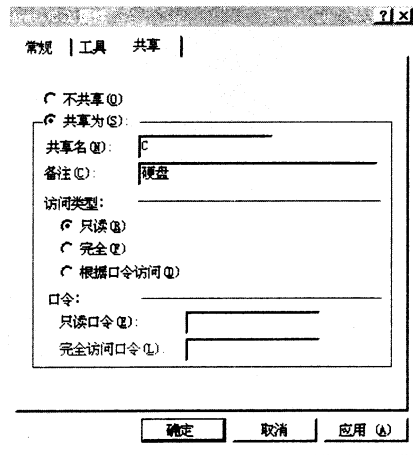 常规 工具 共享
不共享(O)
共享为(S):
共享名(N): C
备注(C): 硬盘
访问类型:
只读(R)
完全(F)
根据口令访问(D)
口令:
只读口令(E):
完全访问口令(L):
确定 取消 应用 (A)